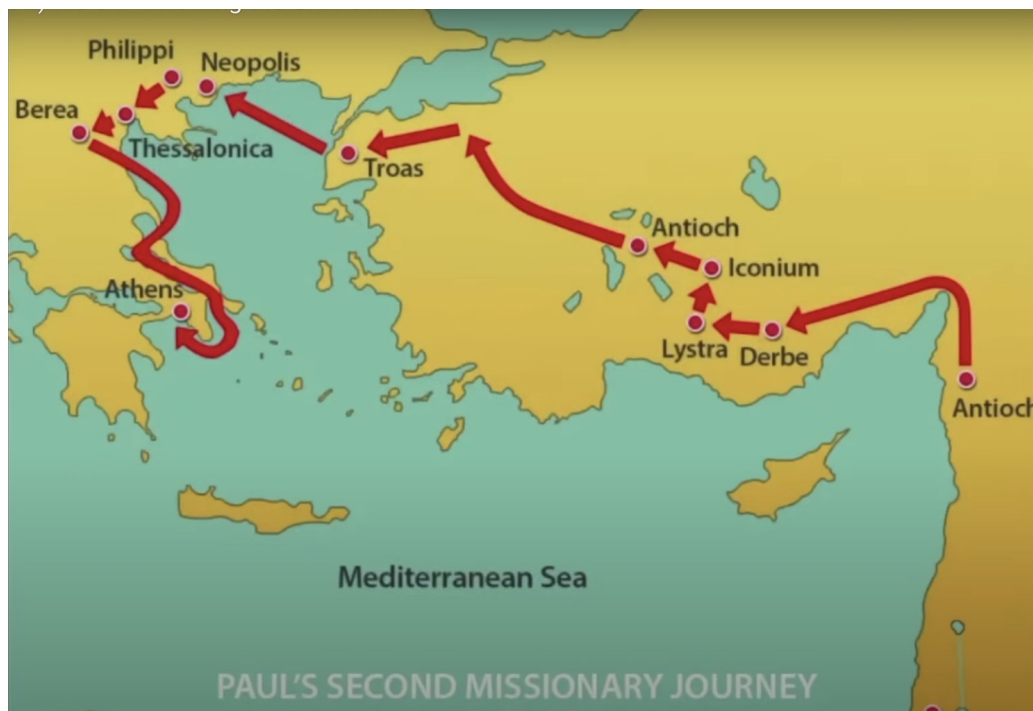 Philippi
Neopolis
Berea
Thessalonica
Troas
Antioch
Iconium
Athens
Lystra
Derbe
Antioch
Mediterranean Sea
PAUL'S SECOND MISSIONARY JOURNEY